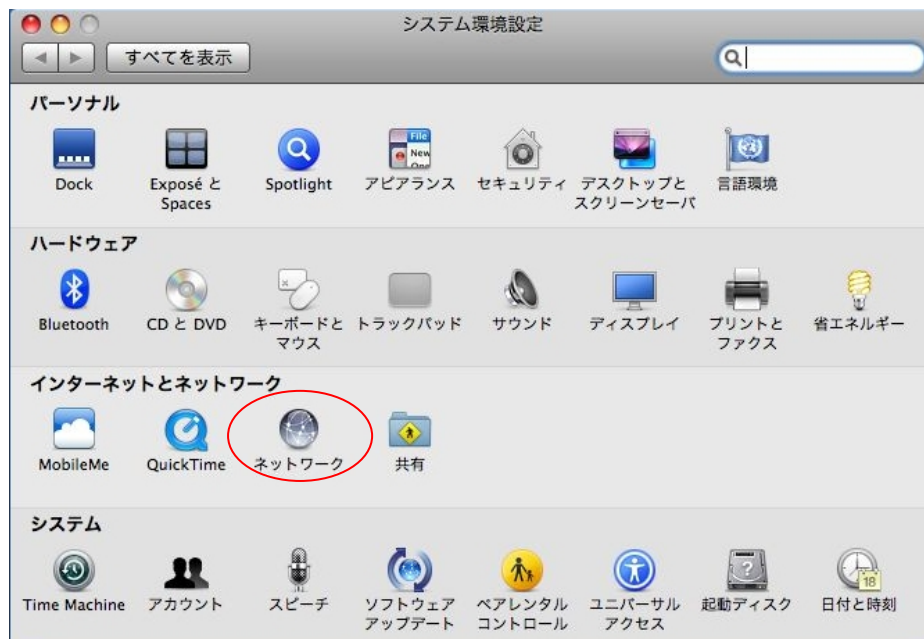 システム環境設定
すべてを表示
パーソナル
Dock
Exposé と
Spaces
Spotlight
File
New
アピアランス
セキュリティ
デスクトップと
スクリーンセーバ
言語環境
ハードウェア
Bluetooth
CD と DVD
キーボードと
マウス
トラックパッド
サウンド
ディスプレイ
プリントと
ファクス
省エネルギー
インターネットとネットワーク
MobileMe
QuickTime
ネットワーク
共有
システム
Time Machine
アカウント
スピーチ
ソフトウェア
アップデート
ペアレンタル
コントロール
ユニバーサル
アクセス
?
起動ディスク
18
日付と時刻